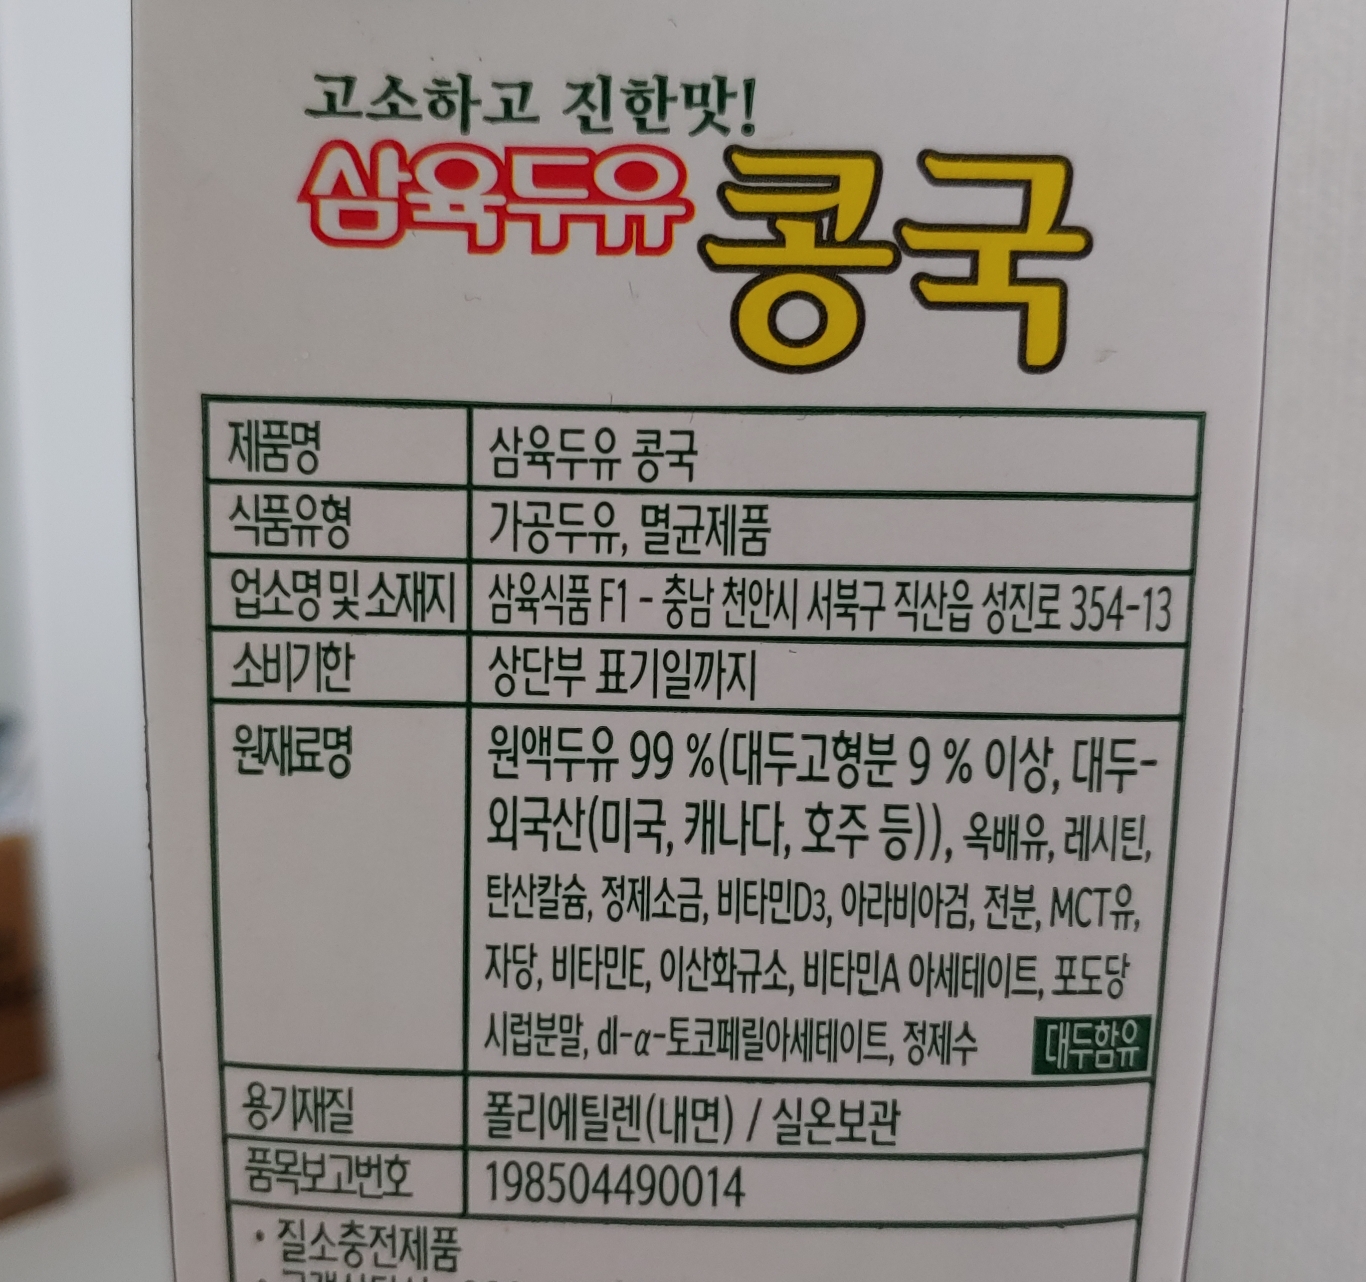 고소하고 진한맛!
삼육두유 콩국
제품명 삼육두유 콩국
식품유형 가공두유, 멸균제품
업소명 및 소재지 삼육식품 F1 - 충남 천안시 서북구 직산읍 성진로 354-13
소비기한 상단부 표기일까지
원재료명 원액두유 99 %(대두고형분 9 % 이상, 대두-
외국산(미국, 캐나다, 호주 등)), 옥배유, 레시틴,
탄산칼슘, 정제소금, 비타민D3, 아라비아검, 전분, MCT유,
자당, 비타민E, 이산화규소, 비타민A 아세테이트, 포도당
시럽분말, dl-α-토코페릴아세테이트, 정제수 대두함유
용기재질 폴리에틸렌(내면) / 실온보관
품목보고번호 198504490014
· 질소충전제품